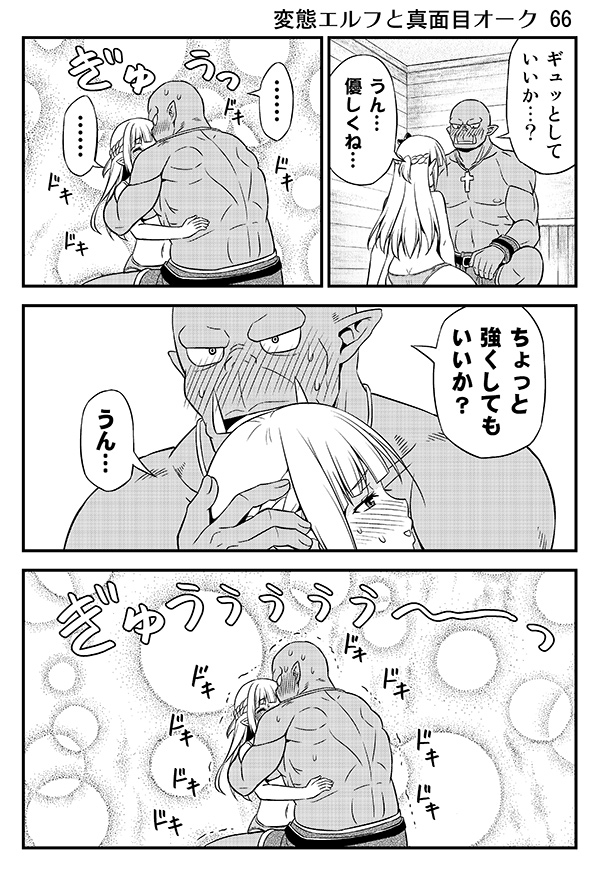 変態エルフと真面目オーク 66
ギュッとして
いいか…?
うん…
優しくね…
ぎゅうっ
……
……
ドキ
ドキ
ドキ
ドキ
ドキ
ドキ
ちょっと
強くしても
いいか?
うん…
ぎゅううううう〜〜っ
ドキ
ドキ
ドキ
ドキ
ドキ
ドキ
ドキ
ドキ